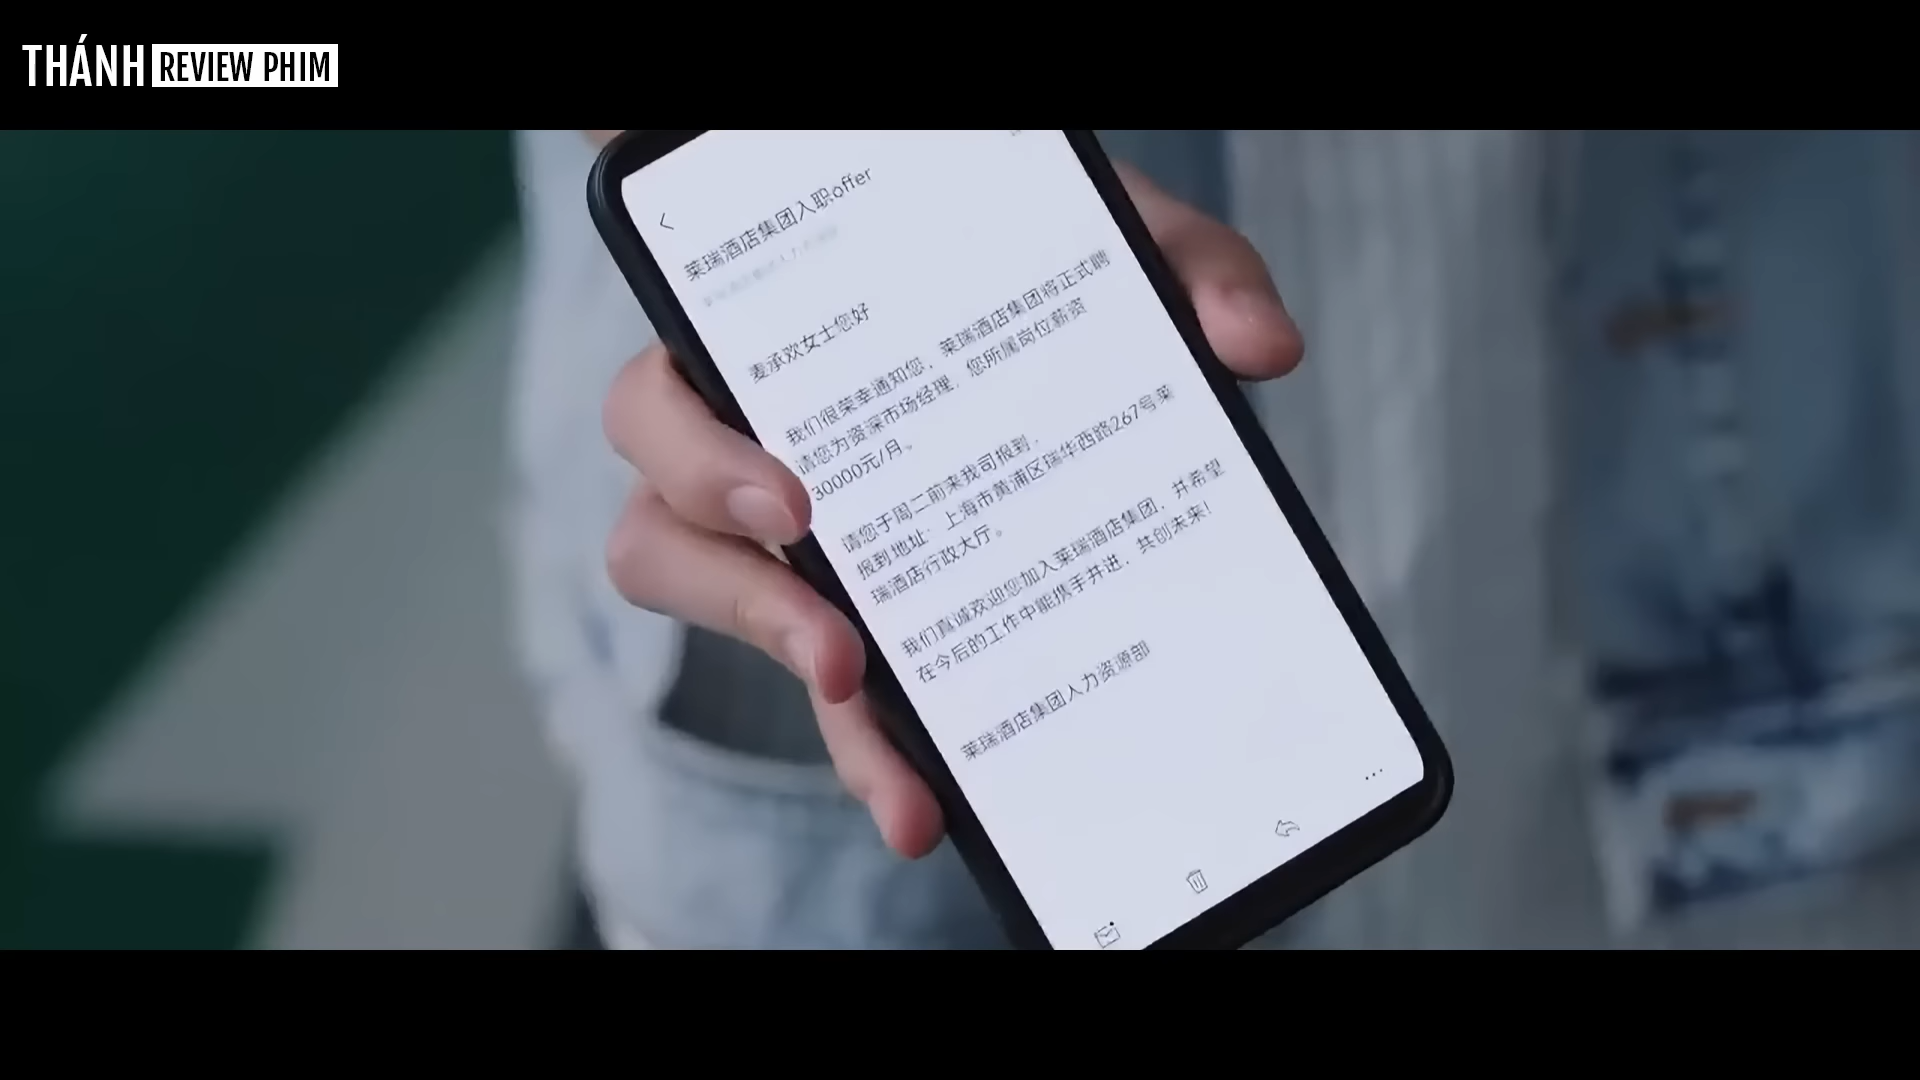 THÁNH REVIEW PHIM
莱瑞酒店集团入职offer
麦承欢女士您好
我们很荣幸通知您，莱瑞酒店集团将正式聘
请您为资深市场经理，您所属岗位薪资
30000元/月。
请您于周二前来我司报到，
报到地址：上海市黄浦区瑞华西路267号莱
瑞酒店行政大厅。
我们真诚欢迎您加入莱瑞酒店集团，并希望
在今后的工作中能携手并进，共创未来！
莱瑞酒店集团人力资源部